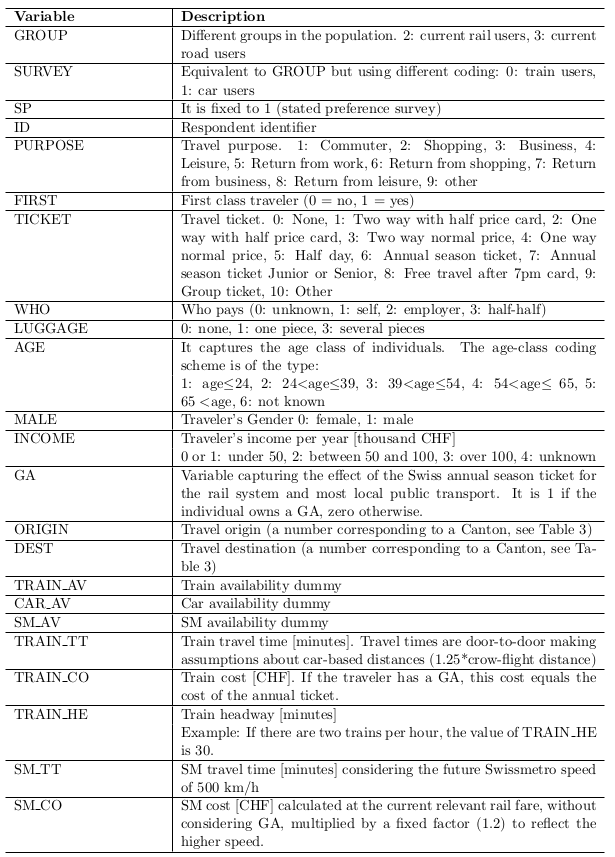 Variable Description
GROUP Different groups in the population. 2: current rail users, 3: current
road users
SURVEY Equivalent to GROUP but using different coding: 0: train users,
1: car users
SP It is fixed to 1 (stated preference survey)
ID Respondent identifier
PURPOSE Travel purpose. 1: Commuter, 2: Shopping, 3: Business, 4:
Leisure, 5: Return from work, 6: Return from shopping, 7: Return
from business, 8: Return from leisure, 9: other
FIRST First class traveler (0 = no, 1 = yes)
TICKET Travel ticket. 0: None, 1: Two way with half price card, 2: One
way with half price card, 3: Two way normal price, 4: One way
normal price, 5: Half day, 6: Annual season ticket, 7: Annual
season ticket Junior or Senior, 8: Free travel after 7pm card, 9:
Group ticket, 10: Other
WHO Who pays (0: unknown, 1: self, 2: employer, 3: half-half)
LUGGAGE 0: none, 1: one piece, 3: several pieces
AGE It captures the age class of individuals. The age-class coding
scheme is of the type:
1: age≤24, 2: 24<age≤39, 3: 39<age≤54, 4: 54<age≤ 65, 5:
65 <age, 6: not known
MALE Traveler's Gender 0: female, 1: male
INCOME Traveler's income per year [thousand CHF]
0 or 1: under 50, 2: between 50 and 100, 3: over 100, 4: unknown
GA Variable capturing the effect of the Swiss annual season ticket for
the rail system and most local public transport. It is 1 if the
individual owns a GA, zero otherwise.
ORIGIN Travel origin (a number corresponding to a Canton, see Table 3)
DEST Travel destination (a number corresponding to a Canton, see Ta-
ble 3)
TRAIN_AV Train availability dummy
CAR_AV Car availability dummy
SM_AV SM availability dummy
TRAIN_TT Train travel time [minutes]. Travel times are door-to-door making
assumptions about car-based distances (1.25*crow-flight distance)
TRAIN_CO Train cost [CHF]. If the traveler has a GA, this cost equals the
cost of the annual ticket.
TRAIN_HE Train headway [minutes]
Example: If there are two trains per hour, the value of TRAIN_HE
is 30.
SM_TT SM travel time [minutes] considering the future Swissmetro speed
of 500 km/h
SM_CO SM cost [CHF] calculated at the current relevant rail fare, without
considering GA, multiplied by a fixed factor (1.2) to reflect the
higher speed.